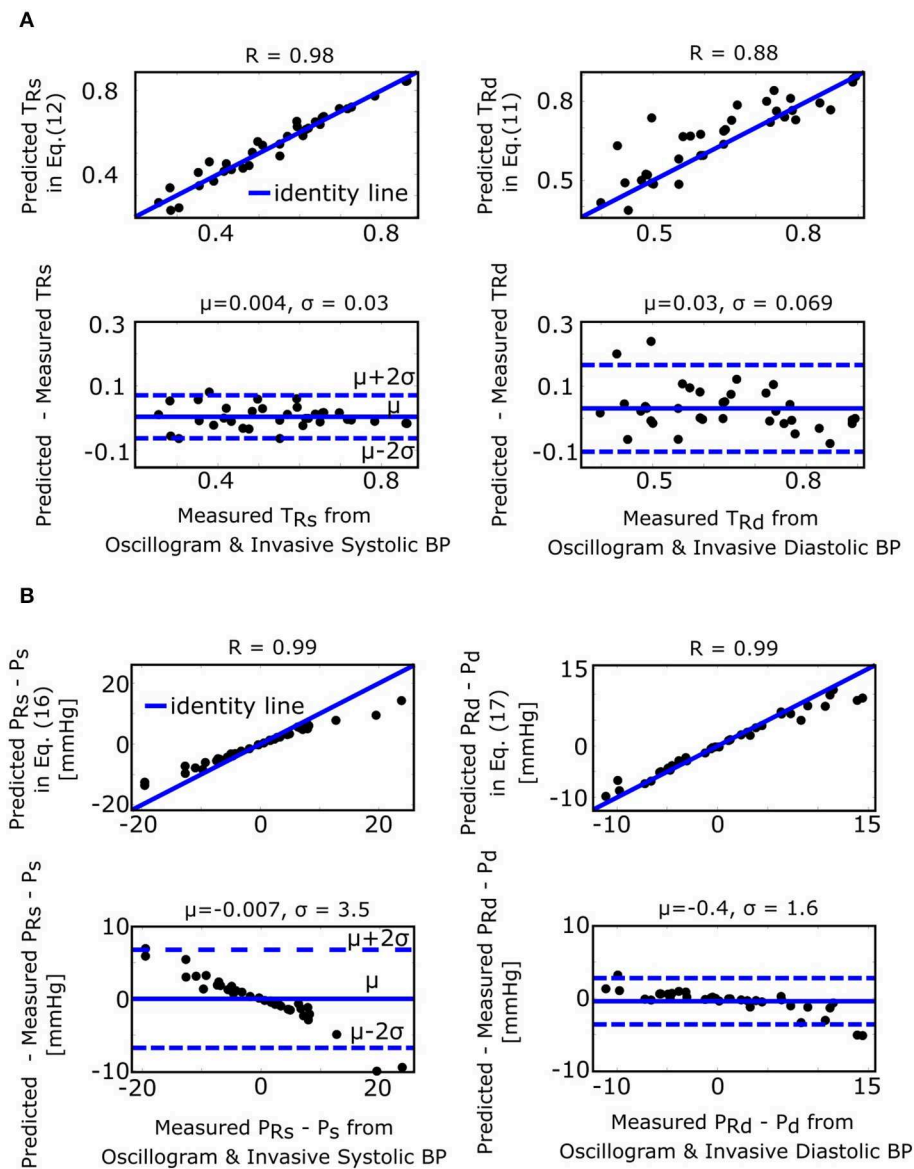 A
R = 0.98
Predicted TRs
in Eq.(12)
0.8
0.4
identity line
0.4
0.8
R = 0.88
Predicted TRd
in Eq.(11)
0.8
0.5
0.5
0.8
μ=0.004, σ = 0.03
Predicted - Measured TRs
0.3
0.1
-0.1
μ+2σ
μ
μ-2σ
0.4
0.8
Measured TRs from
Oscillogram & Invasive Systolic BP
μ=0.03, σ = 0.069
Predicted - Measured TRd
0.3
0.1
-0.1
0.5
0.8
Measured TRd from
Oscillogram & Invasive Diastolic BP
B
R = 0.99
Predicted PRs - Ps
in Eq. (16)
[mmHg]
20
0
-20
identity line
-20
0
20
R = 0.99
Predicted PRd - Pd
in Eq. (17)
[mmHg]
15
0
-10
-10
0
15
μ=-0.007, σ = 3.5
Predicted - Measured PRs - Ps
[mmHg]
10
0
-10
μ+2σ
μ
μ-2σ
-20
0
20
Measured PRs - Ps from
Oscillogram & Invasive Systolic BP
μ=-0.4, σ = 1.6
Predicted - Measured PRd - Pd
[mmHg]
10
0
-10
-10
0
15
Measured PRd - Pd from
Oscillogram & Invasive Diastolic BP